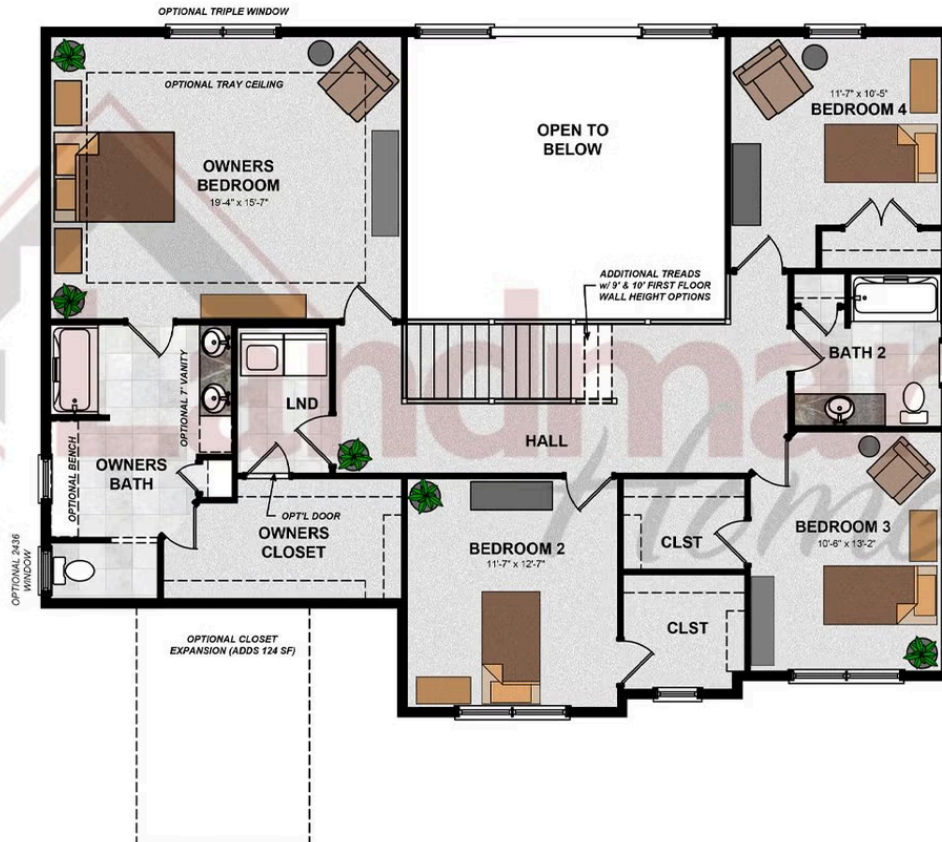 OPTIONAL TRIPLE WINDOW
OPTIONAL TRAY CEILING
OWNERS
BEDROOM
19'-4" x 15'-7"
OPEN TO
BELOW
11'-7" x 10'-5"
BEDROOM 4
ADDITIONAL TREADS
w/ 9' & 10' FIRST FLOOR
WALL HEIGHT OPTIONS
BATH 2
OPTIONAL 7' VANITY
LND
HALL
OPTIONAL BENCH
OWNERS
BATH
OPT'L DOOR
OWNERS
CLOSET
BEDROOM 2
11'-7" x 12'-7"
CLST
BEDROOM 3
10'-6" x 13'-2"
OPTIONAL 2436
WINDOW
CLST
OPTIONAL CLOSET
EXPANSION (ADDS 124 SF)
Landmar
Home